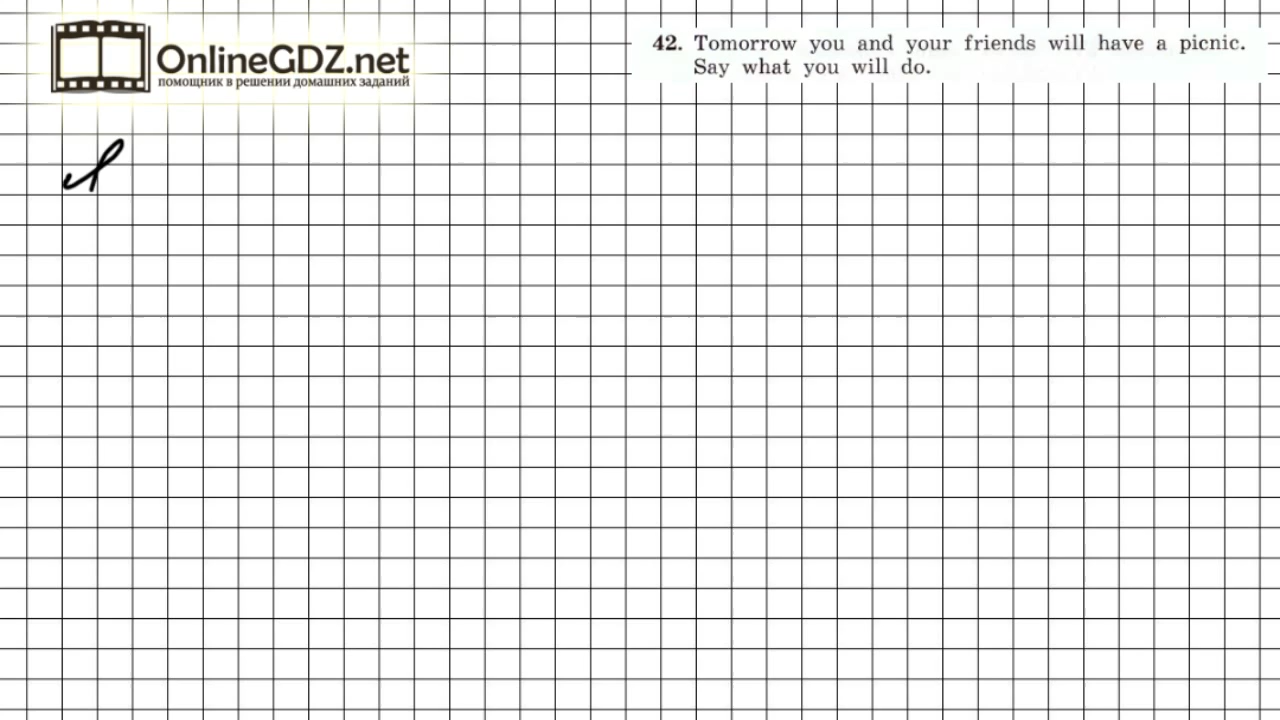 OnlineGDZ.net
помощник в решении домашних заданий
42. Tomorrow you and your friends will have a picnic.
Say what you will do.